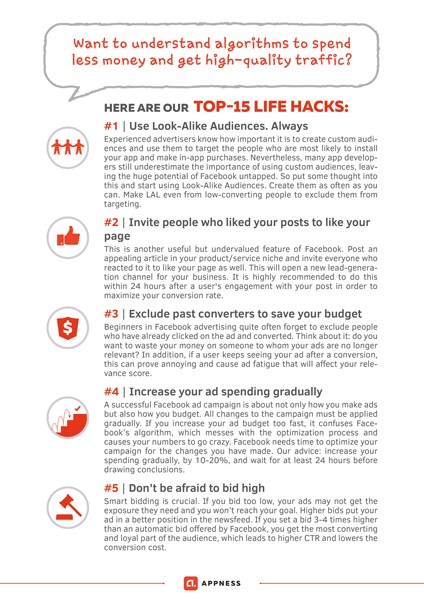 Want to understand algorithms to spend
less money and get high-quality traffic?
HERE ARE OUR TOP-15 LIFE HACKS:
#1 | Use Look-Alike Audiences. Always
Experienced advertisers know how important it is to create custom audi-
ences and use them to target the people who are most likely to install
your app and make in-app purchases. Nevertheless, many app develop-
ers still underestimate the importance of using custom audiences, leav-
ing the huge potential of Facebook untapped. So put some thought into
this and start using Look-Alike Audiences. Create them as often as you
can. Make LAL even from low-converting people to exclude them from
targeting.
#2 | Invite people who liked your posts to like your
page
This is another useful but undervalued feature of Facebook. Post an
appealing article in your product/service niche and invite everyone who
reacted to it to like your page as well. This will open a new lead-genera-
tion channel for your business. It is highly recommended to do this
within 24 hours after a user's engagement with your post in order to
maximize your conversion rate.
#3 | Exclude past converters to save your budget
Beginners in Facebook advertising quite often forget to exclude people
who have already clicked on the ad and converted. Think about it: do you
want to waste your money on someone to whom your ads are no longer
relevant? In addition, if a user keeps seeing your ad after a conversion,
this can prove annoying and cause ad fatigue that will affect your rele-
vance score.
#4 | Increase your ad spending gradually
A successful Facebook ad campaign is about not only how you make ads
but also how you budget. All changes to the campaign must be applied
gradually. If you increase your ad budget too fast, it confuses Face-
book's algorithm, which messes with the optimization process and
causes your numbers to go crazy. Facebook needs time to optimize your
campaign for the changes you have made. Our advice: increase your
spending gradually, by 10-20%, and wait for at least 24 hours before
drawing conclusions.
#5 | Don't be afraid to bid high
Smart bidding is crucial. If you bid too low, your ads may not get the
exposure they need and you won't reach your goal. Higher bids put your
ad in a better position in the newsfeed. If you set a bid 3-4 times higher
than an automatic bid offered by Facebook, you get the most converting
and loyal part of the audience, which leads to higher CTR and lowers the
conversion cost.
a. APPNESS